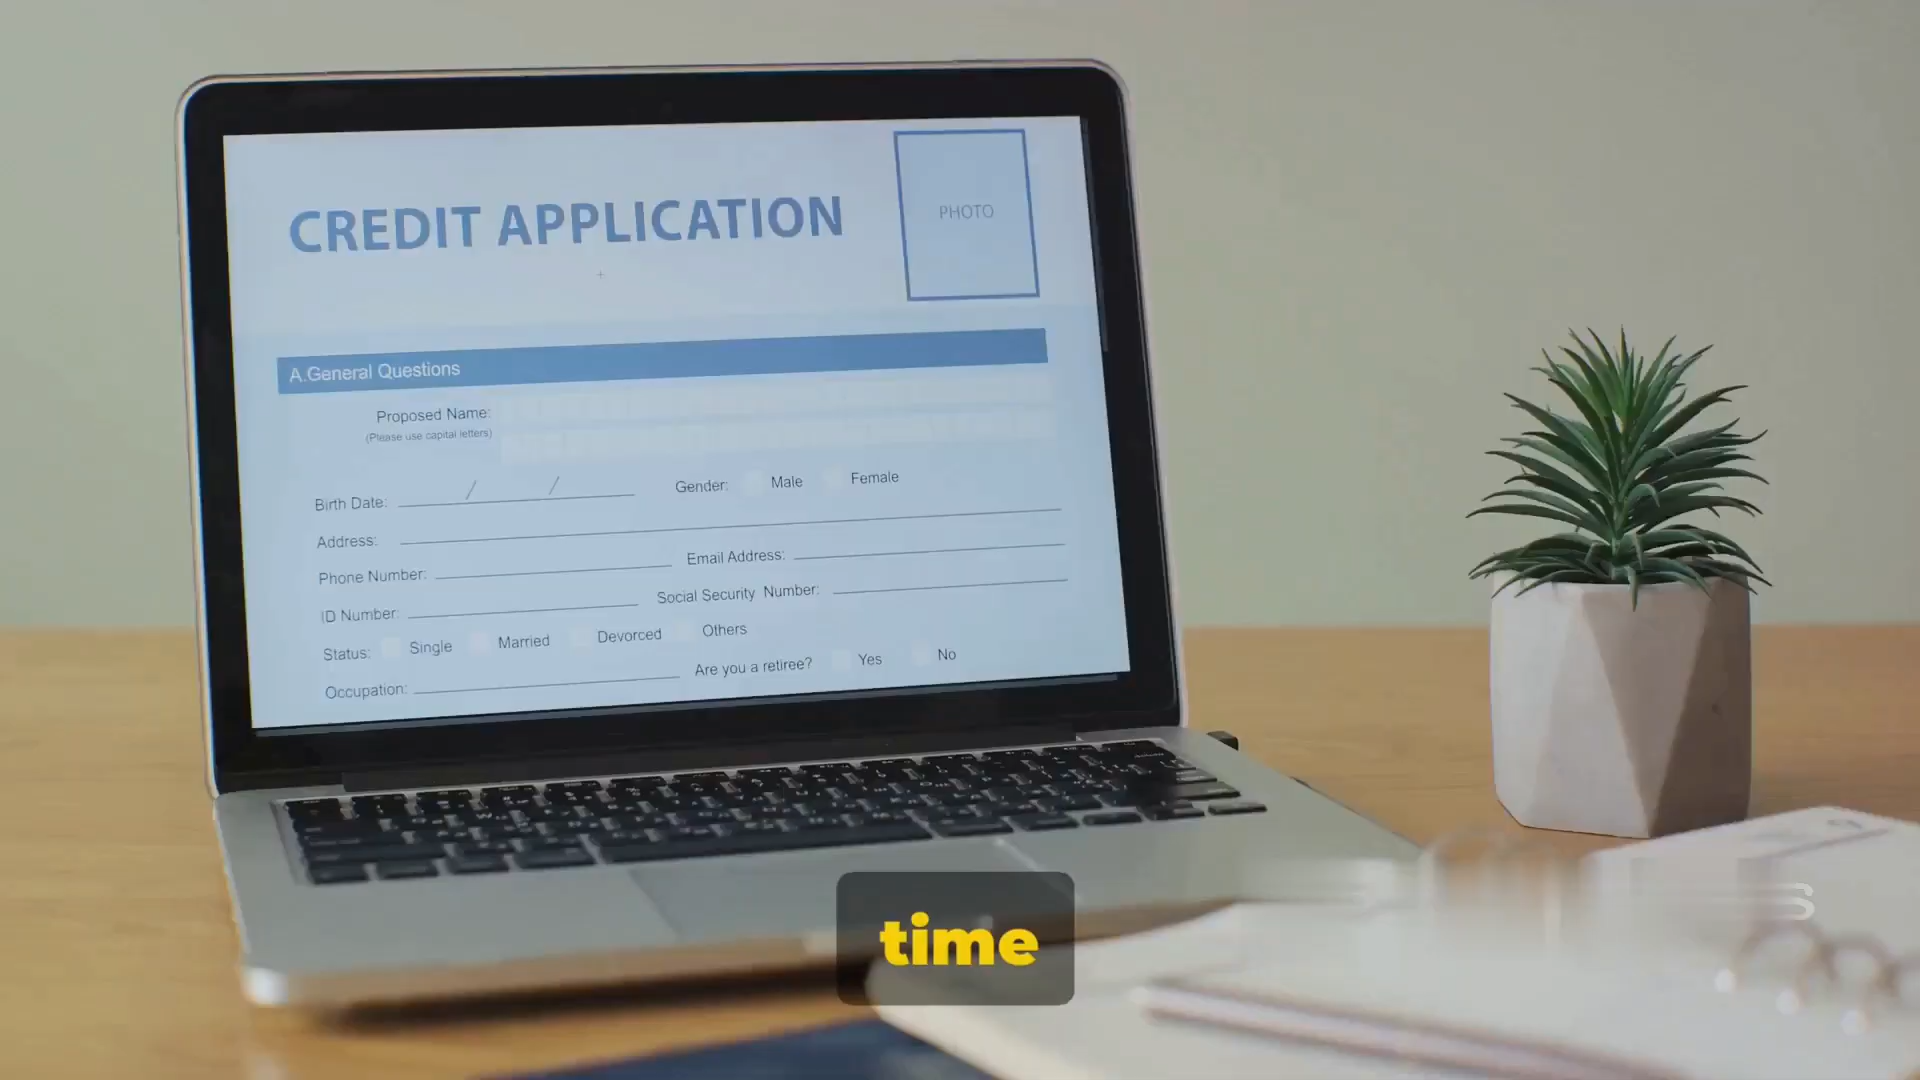 CREDIT APPLICATION
PHOTO
A.General Questions
Proposed Name:
(Please use capital letters)
Birth Date: / / Gender: Male Female
Address:
Phone Number: Email Address:
ID Number: Social Security Number:
Status: Single Married Devorced Others
Occupation: Are you a retiree? Yes No
time